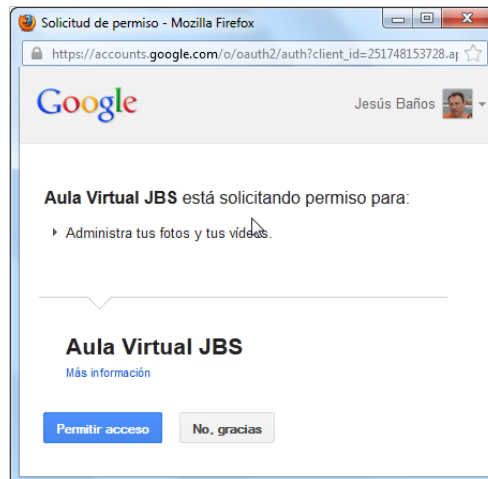 Solicitud de permiso - Mozilla Firefox
https://accounts.google.com/o/oauth2/auth?client_id=251748153728.a
Google
Jesús Baños
Aula Virtual JBS está solicitando permiso para:
Administra tus fotos y tus vídeos.
Aula Virtual JBS
Más información
Permitir acceso
No, gracias